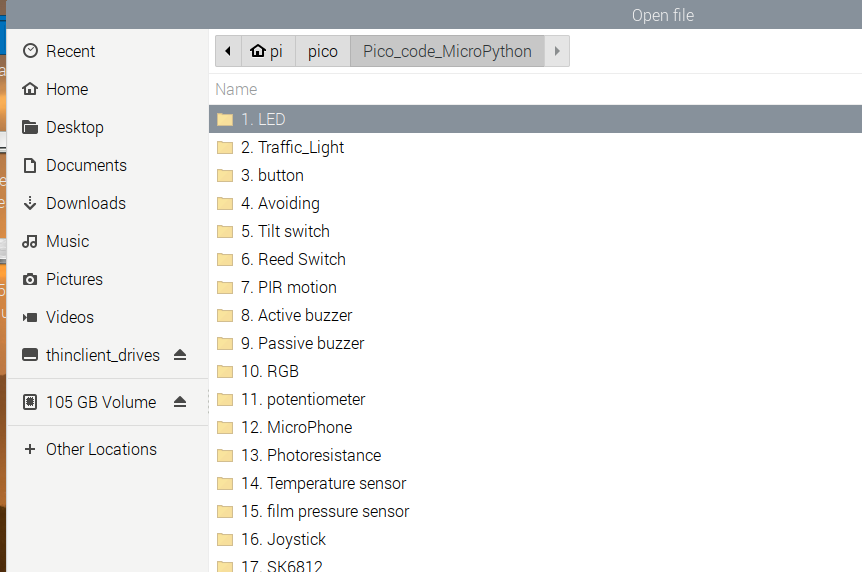 Open file
Recent
Home
Desktop
Documents
Downloads
Music
Pictures
Videos
thinclient_drives
105 GB Volume
Other Locations
pi pico Pico_code_MicroPython
Name
1. LED
2. Traffic_Light
3. button
4. Avoiding
5. Tilt switch
6. Reed Switch
7. PIR motion
8. Active buzzer
9. Passive buzzer
10. RGB
11. potentiometer
12. MicroPhone
13. Photoresistance
14. Temperature sensor
15. film pressure sensor
16. Joystick
17. SK6812